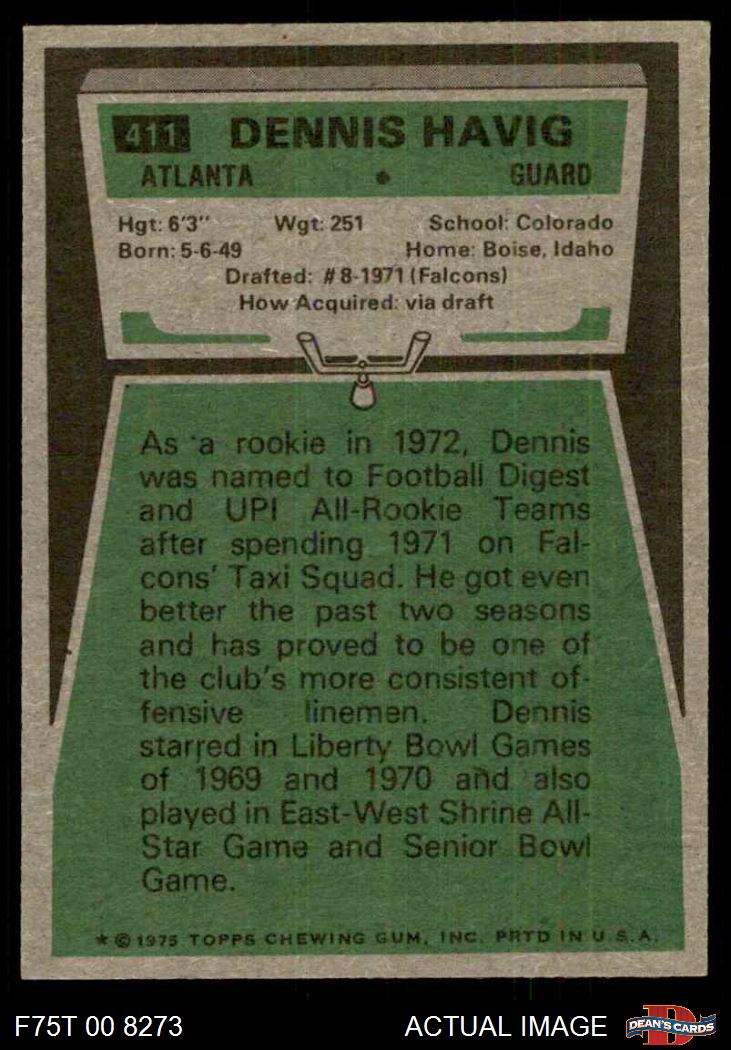 411 DENNIS HAVIG
ATLANTA • GUARD
Hgt: 6'3" Wgt: 251 School: Colorado
Born: 5-6-49 Home: Boise, Idaho
Drafted: #8-1971 (Falcons)
How Acquired: via draft
As a rookie in 1972, Dennis
was named to Football Digest
and UPI All-Rookie Teams
after spending 1971 on Fal-
cons' Taxi Squad. He got even
better the past two seasons
and has proved to be one of
the club's more consistent of-
fensive linemen. Dennis
starred in Liberty Bowl Games
of 1969 and 1970 and also
played in East-West Shrine All-
Star Game and Senior Bowl
Game.
* © 1975 TOPPS CHEWING GUM, INC. PRTD IN U.S.A.
F75T 00 8273 ACTUAL IMAGE D DEAN'S CARDS